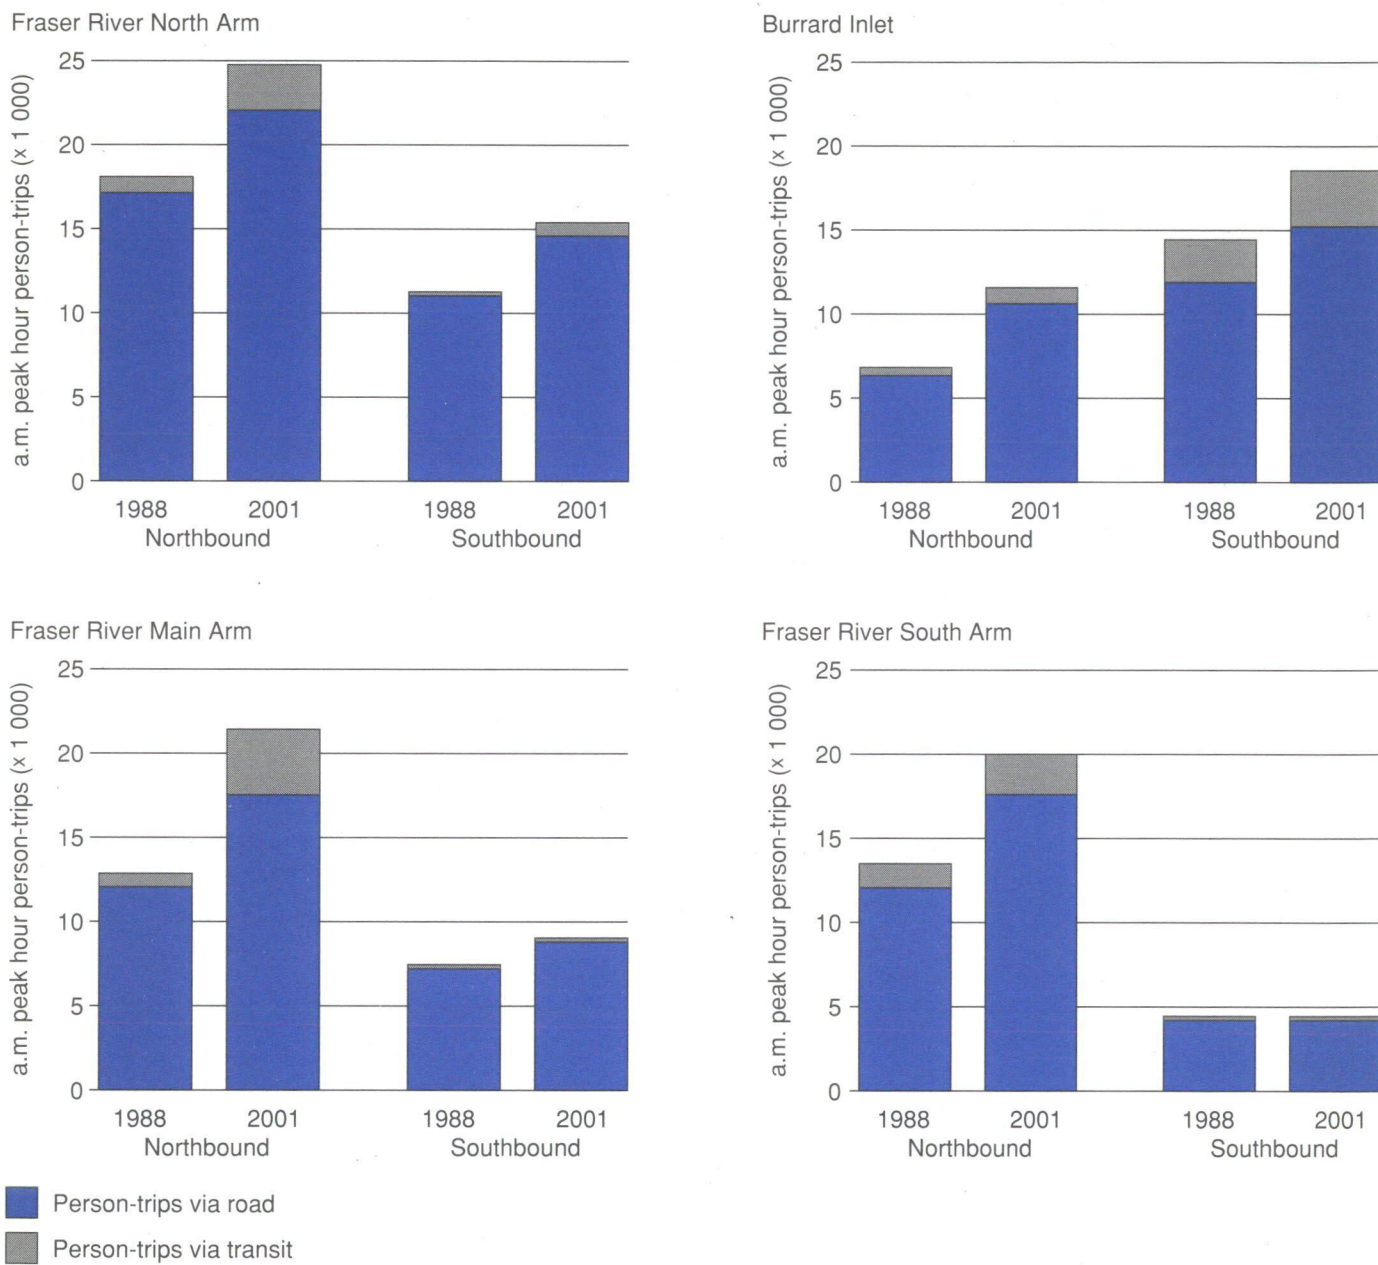 Fraser River North Arm
a.m. peak hour person-trips (x 1 000)
25
20
15
10
5
0
1988 2001 1988 2001
Northbound Southbound
Burrard Inlet
a.m. peak hour person-trips (x 1 000)
25
20
15
10
5
0
1988 2001 1988 2001
Northbound Southbound
Fraser River Main Arm
a.m. peak hour person-trips (x 1 000)
25
20
15
10
5
0
1988 2001 1988 2001
Northbound Southbound
Fraser River South Arm
a.m. peak hour person-trips (x 1 000)
25
20
15
10
5
0
1988 2001 1988 2001
Northbound Southbound
Person-trips via road
Person-trips via transit